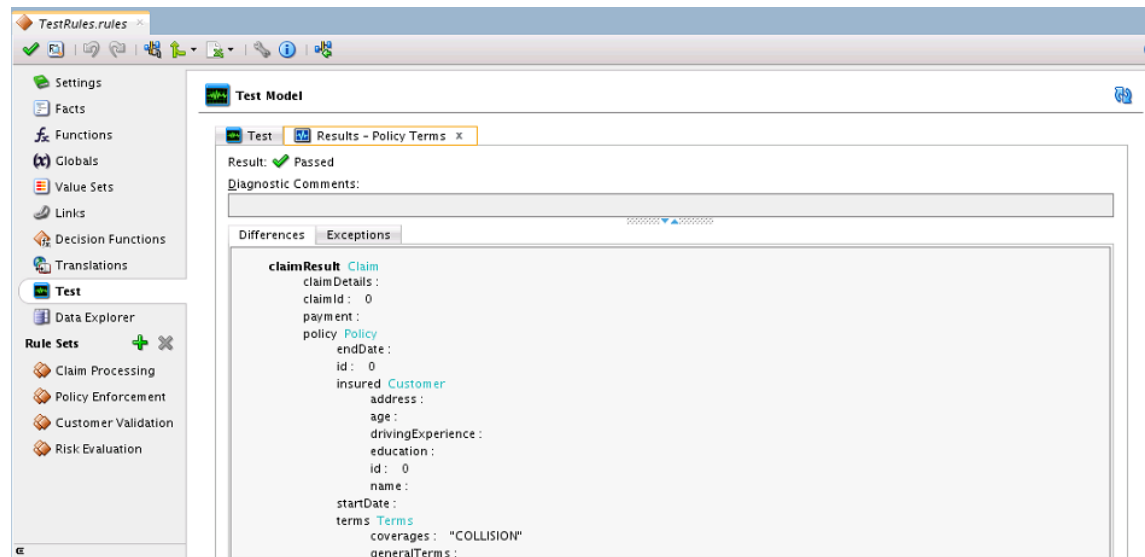 TestRules.rules
Settings
Facts
Functions
Globals
Value Sets
Links
Decision Functions
Translations
Test
Data Explorer
Rule Sets
Claim Processing
Policy Enforcement
Customer Validation
Risk Evaluation
Test Model
Test
Results - Policy Terms x
Result: Passed
Diagnostic Comments:
Differences
Exceptions
claimResult Claim
claimDetails :
claimId : 0
payment :
policy Policy
endDate :
id : 0
insured Customer
address :
age :
drivingExperience :
education :
id : 0
name :
startDate :
terms Terms
coverages : "COLLISION"
generalTerms :